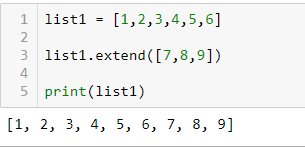 1 list1 = [1,2,3,4,5,6]
2
3 list1.extend([7,8,9])
4
5 print(list1)
[1, 2, 3, 4, 5, 6, 7, 8, 9]